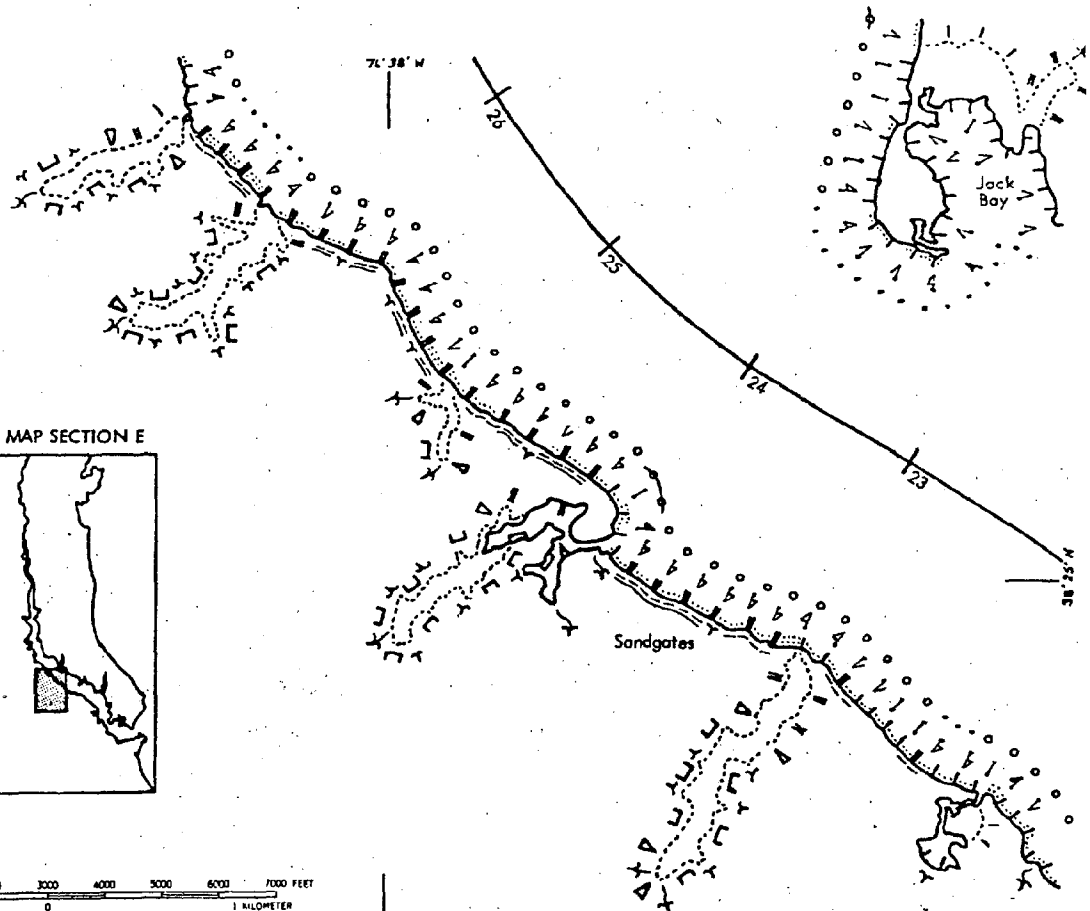 76° 38' W
26
25
24
23
Jack
Bay
MAP SECTION E
38° 25' N
Sandgates
3000 4000 5000 6000 7000 FEET
0 1 KILOMETER